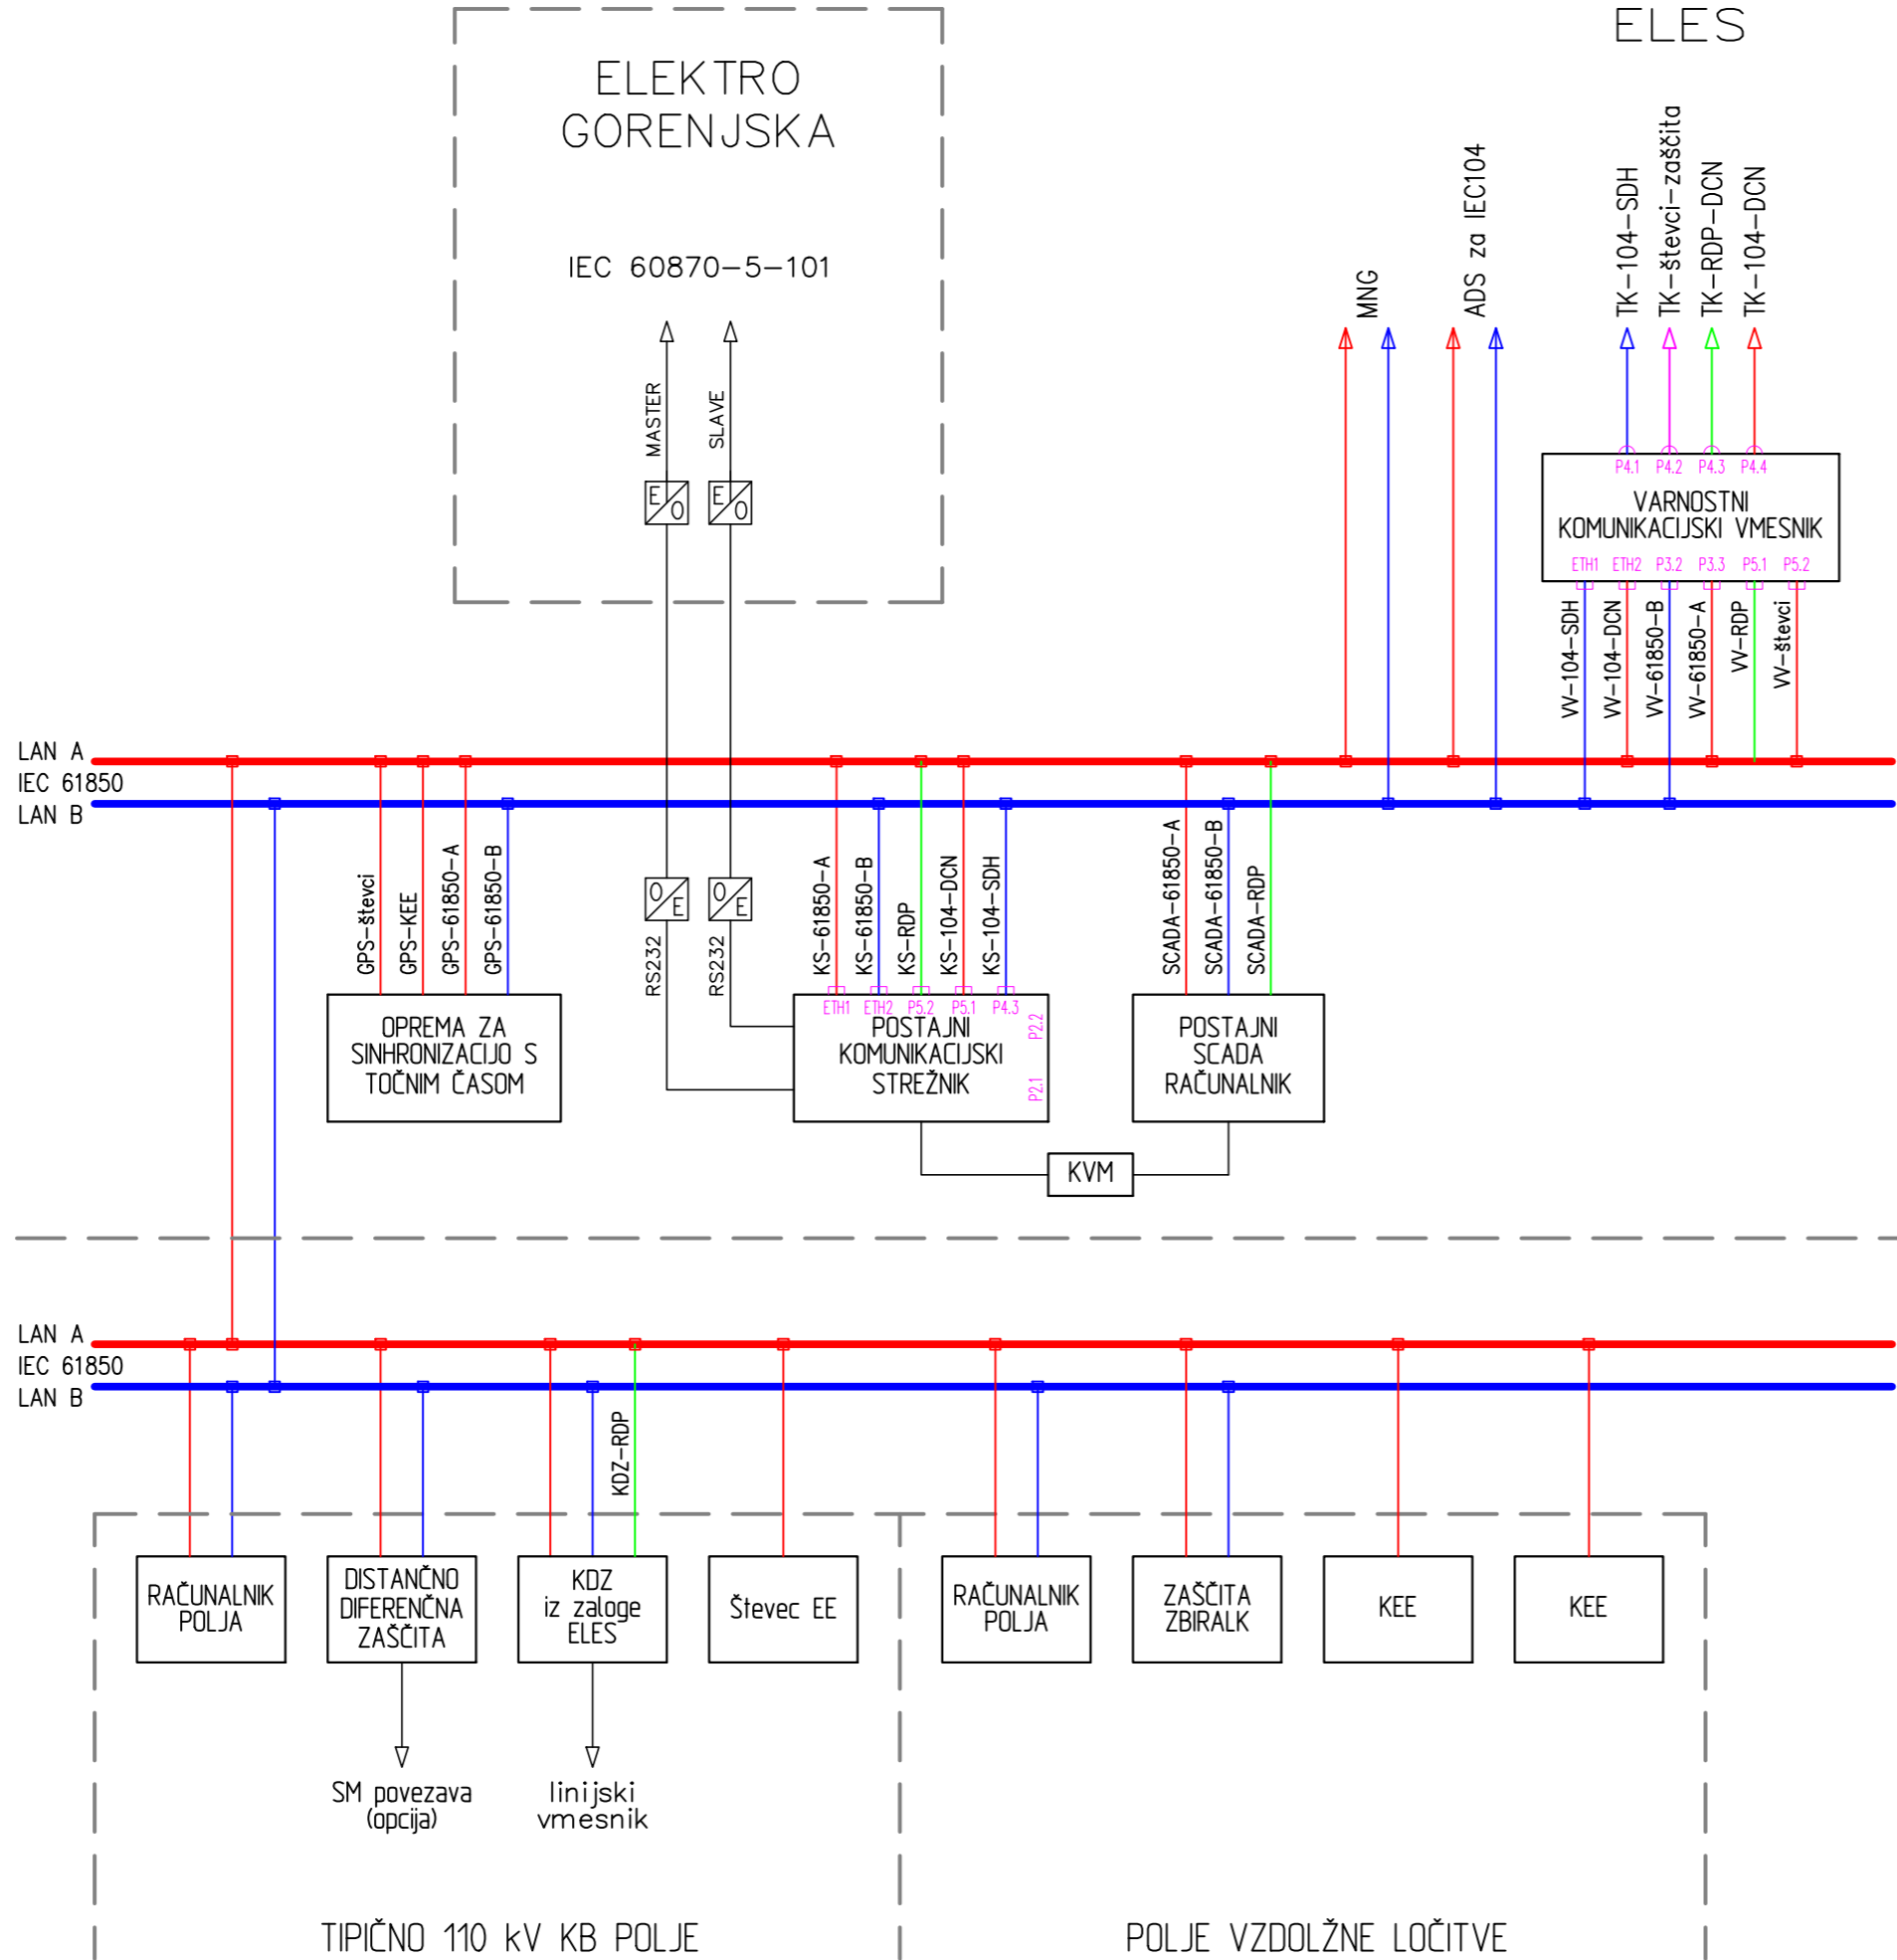 ELES
ELEKTRO
GORENJSKA
IEC 60870-5-101
MASTER
SLAVE
E/O
E/O
MNG
ADS za IEC104
TK-104-SDH
TK-števci-zaščita
TK-RDP-DCN
TK-104-DCN
P4.1 P4.2 P4.3 P4.4
VARNOSTNI
KOMUNIKACIJSKI VMESNIK
ETH1 ETH2 P3.2 P3.3 P5.1 P5.2
VV-104-SDH
VV-104-DCN
VV-61850-B
VV-61850-A
VV-RDP
VV-števci
LAN A
IEC 61850
LAN B
GPS-števci
GPS-KEE
GPS-61850-A
GPS-61850-B
O/E
O/E
RS232
RS232
KS-61850-A
KS-61850-B
KS-RDP
KS-104-DCN
KS-104-SDH
SCADA-61850-A
SCADA-61850-B
SCADA-RDP
OPREMA ZA
SINHRONIZACIJO S
TOČNIM ČASOM
ETH1 ETH2 P5.2 P5.1 P4.3
P2.2
P2.1
POSTAJNI
KOMUNIKACIJSKI
STREŽNIK
POSTAJNI
SCADA
RAČUNALNIK
KVM
LAN A
IEC 61850
LAN B
KDZ-RDP
RAČUNALNIK
POLJA
DISTANČNO
DIFERENČNA
ZAŠČITA
KDZ
iz zaloge
ELES
Števec EE
RAČUNALNIK
POLJA
ZAŠČITA
ZBIRALK
KEE
KEE
SM povezava
(opcija)
linijski
vmesnik
TIPIČNO 110 kV KB POLJE
POLJE VZDOLŽNE LOČITVE